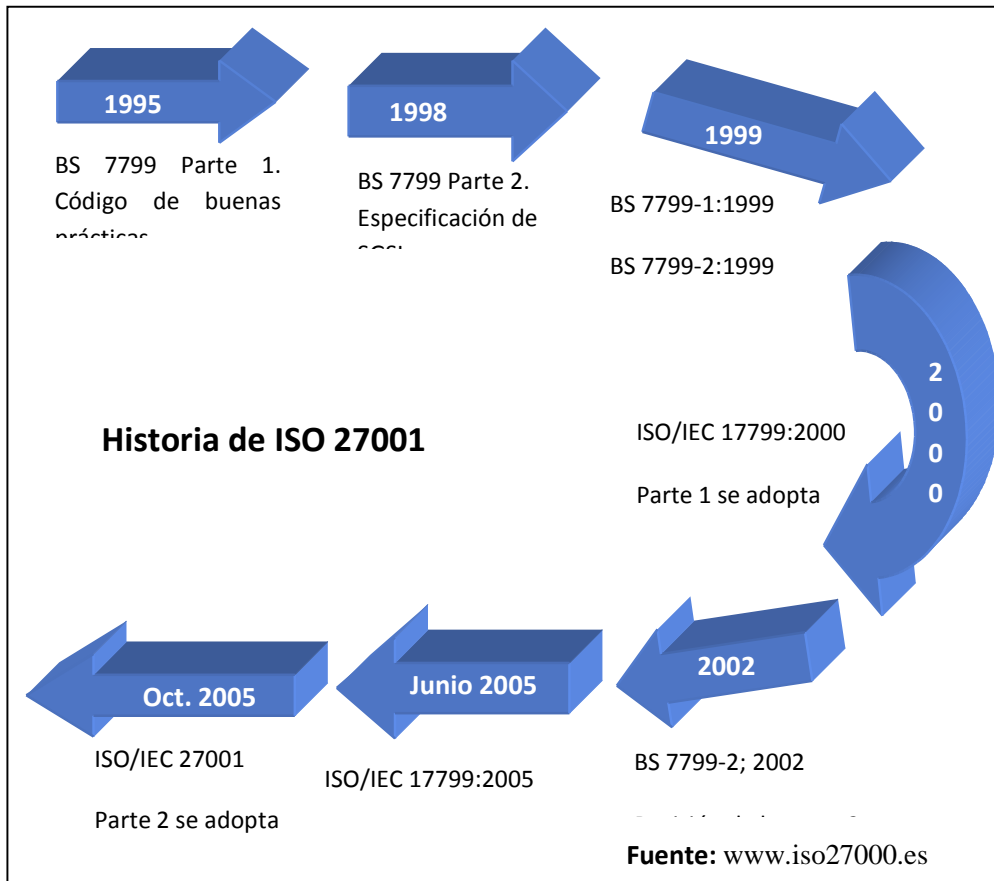 1995
BS 7799 Parte 1.
Código de buenas
prácticas
1998
BS 7799 Parte 2.
Especificación de
SGSI
1999
BS 7799-1:1999
BS 7799-2:1999
2
0
0
0
ISO/IEC 17799:2000
Parte 1 se adopta
Historia de ISO 27001
2002
BS 7799-2; 2002
Junio 2005
ISO/IEC 17799:2005
Oct. 2005
ISO/IEC 27001
Parte 2 se adopta
Fuente: www.iso27000.es